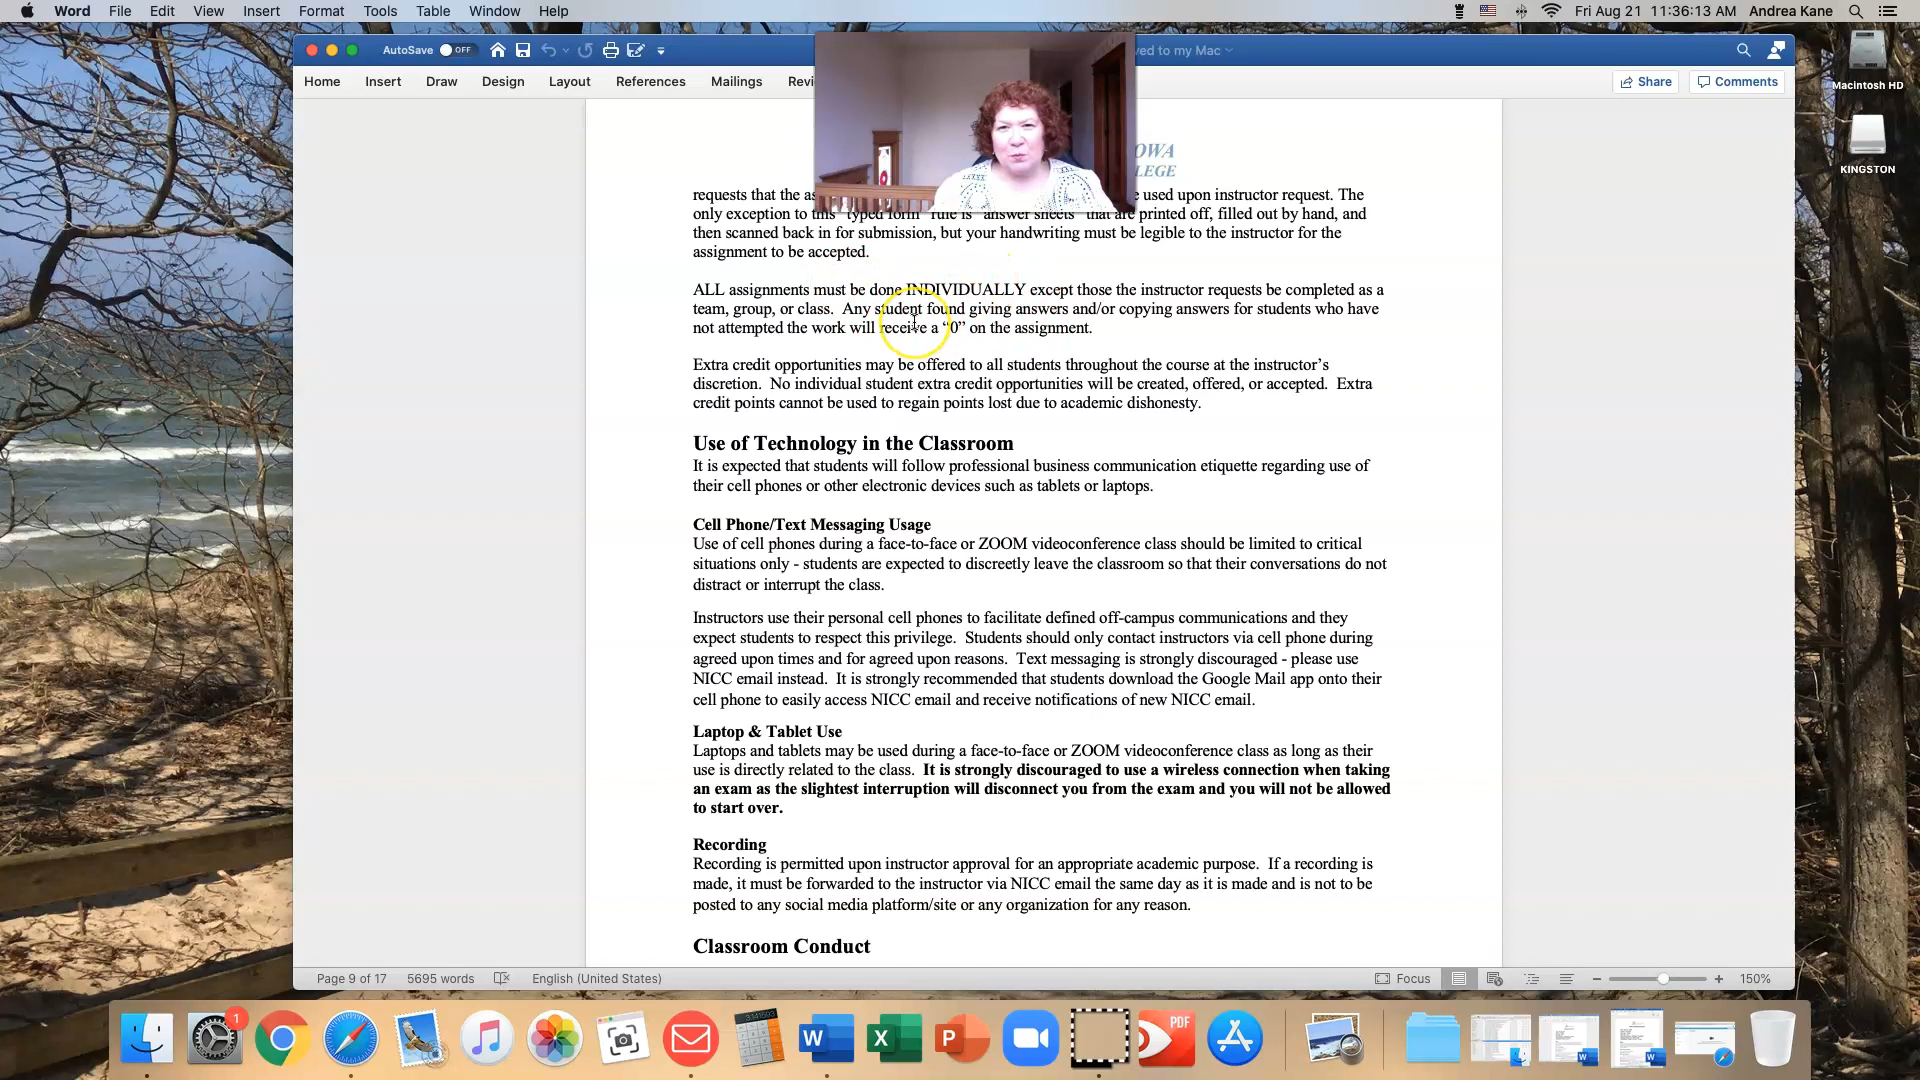 Word File Edit View Insert Format Tools Table Window Help
Fri Aug 21 11:36:13 AM Andrea Kane
AutoSave OFF
ved to my Mac
Home Insert Draw Design Layout References Mailings Revi
Share Comments
Macintosh HD
KINGSTON
OWA
LEGE
requests that the as e used upon instructor request. The
only exception to this "typed form" rule is "answer sheets" that are printed off, filled out by hand, and
then scanned back in for submission, but your handwriting must be legible to the instructor for the
assignment to be accepted.
ALL assignments must be done INDIVIDUALLY except those the instructor requests be completed as a
team, group, or class. Any student found giving answers and/or copying answers for students who have
not attempted the work will receive a “0” on the assignment.
Extra credit opportunities may be offered to all students throughout the course at the instructor’s
discretion. No individual student extra credit opportunities will be created, offered, or accepted. Extra
credit points cannot be used to regain points lost due to academic dishonesty.
Use of Technology in the Classroom
It is expected that students will follow professional business communication etiquette regarding use of
their cell phones or other electronic devices such as tablets or laptops.
Cell Phone/Text Messaging Usage
Use of cell phones during a face-to-face or ZOOM videoconference class should be limited to critical
situations only - students are expected to discreetly leave the classroom so that their conversations do not
distract or interrupt the class.
Instructors use their personal cell phones to facilitate defined off-campus communications and they
expect students to respect this privilege. Students should only contact instructors via cell phone during
agreed upon times and for agreed upon reasons. Text messaging is strongly discouraged - please use
NICC email instead. It is strongly recommended that students download the Google Mail app onto their
cell phone to easily access NICC email and receive notifications of new NICC email.
Laptop & Tablet Use
Laptops and tablets may be used during a face-to-face or ZOOM videoconference class as long as their
use is directly related to the class. It is strongly discouraged to use a wireless connection when taking
an exam as the slightest interruption will disconnect you from the exam and you will not be allowed
to start over.
Recording
Recording is permitted upon instructor approval for an appropriate academic purpose. If a recording is
made, it must be forwarded to the instructor via NICC email the same day as it is made and is not to be
posted to any social media platform/site or any organization for any reason.
Classroom Conduct
Page 9 of 17 5695 words English (United States)
Focus 150%
1
W X P PDF